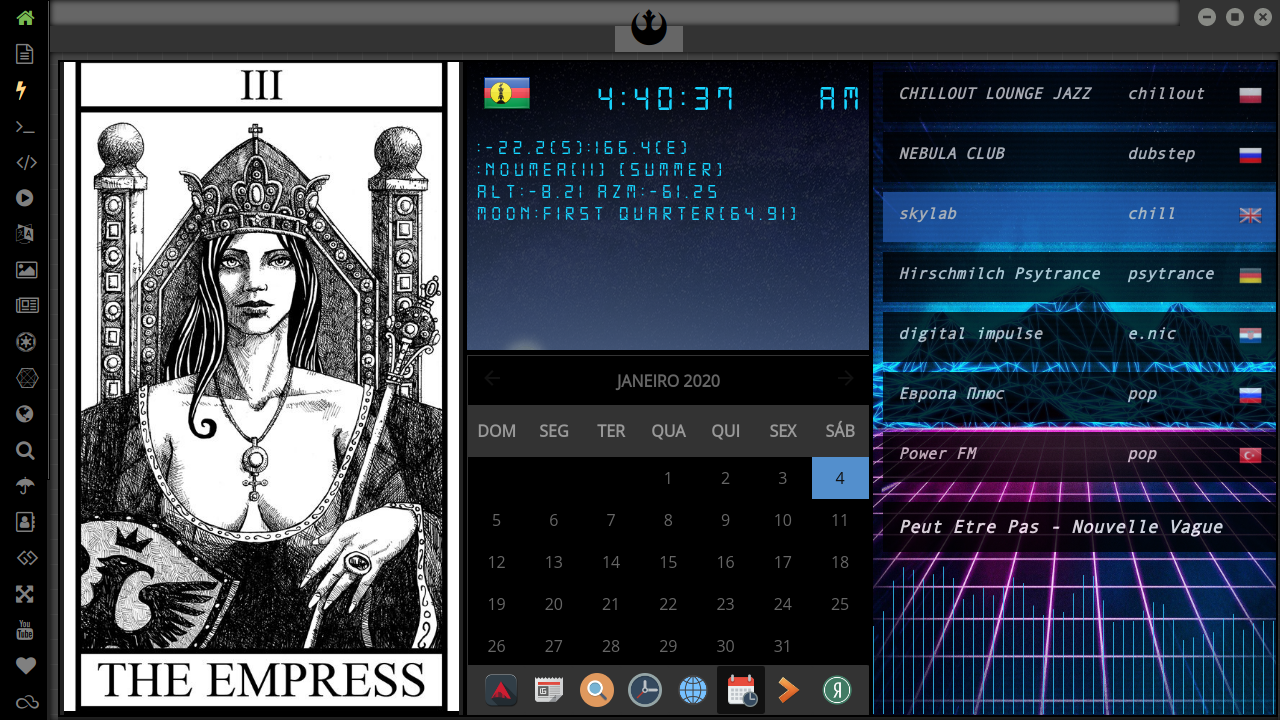 III
THE EMPRESS
4:40:37 AM
:-22.2(S):166.4(E)
:NOUMEA(11) (SUMMER)
ALT:-8.21 AZM:-61.25
MOON:FIRST QUARTER(64.91)
JANEIRO 2020
DOM SEG TER QUA QUI SEX SÁB
1 2 3 4
5 6 7 8 9 10 11
12 13 14 15 16 17 18
19 20 21 22 23 24 25
26 27 28 29 30 31
CHILLOUT LOUNGE JAZZ chillout
NEBULA CLUB dubstep
skylab chill
Hirschmilch Psytrance psytrance
digital impulse e.nic
Европа Плюс pop
Power FM pop
Peut Etre Pas - Nouvelle Vague
You
Tube
Я